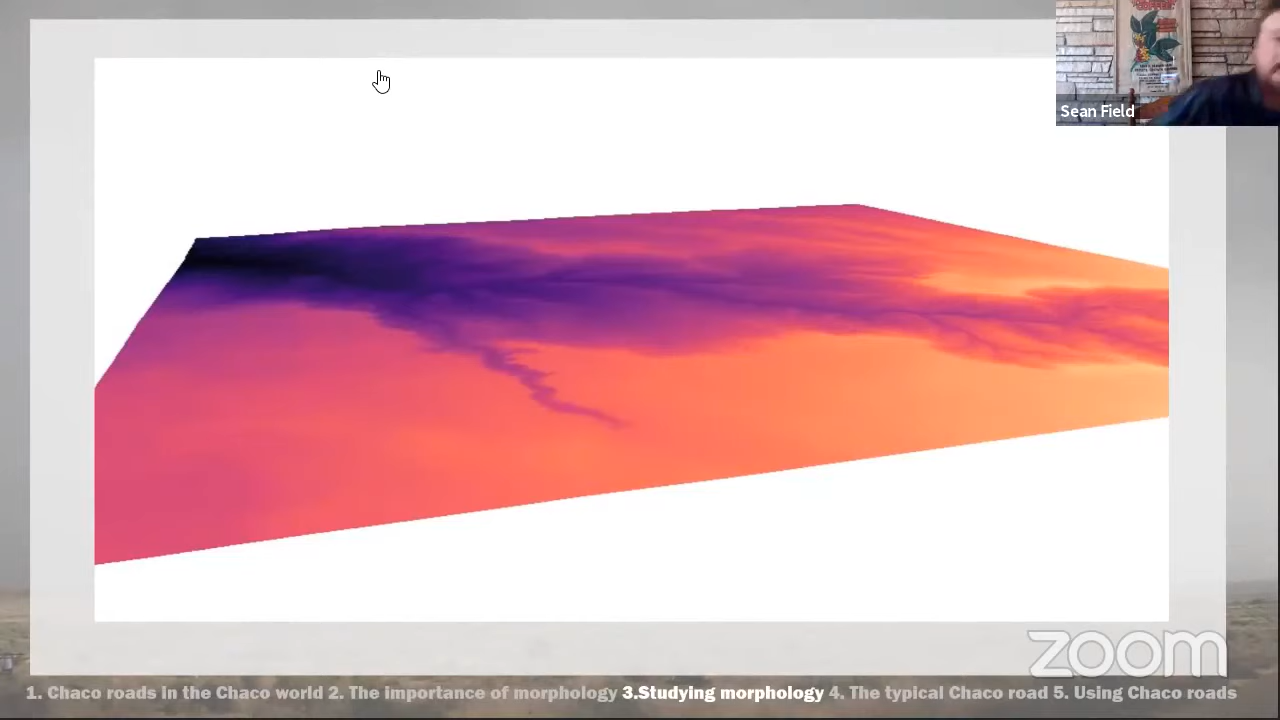 Sean Field
zoom
1. Chaco roads in the Chaco world 2. The importance of morphology 3.Studying morphology 4. The typical Chaco road 5. Using Chaco roads